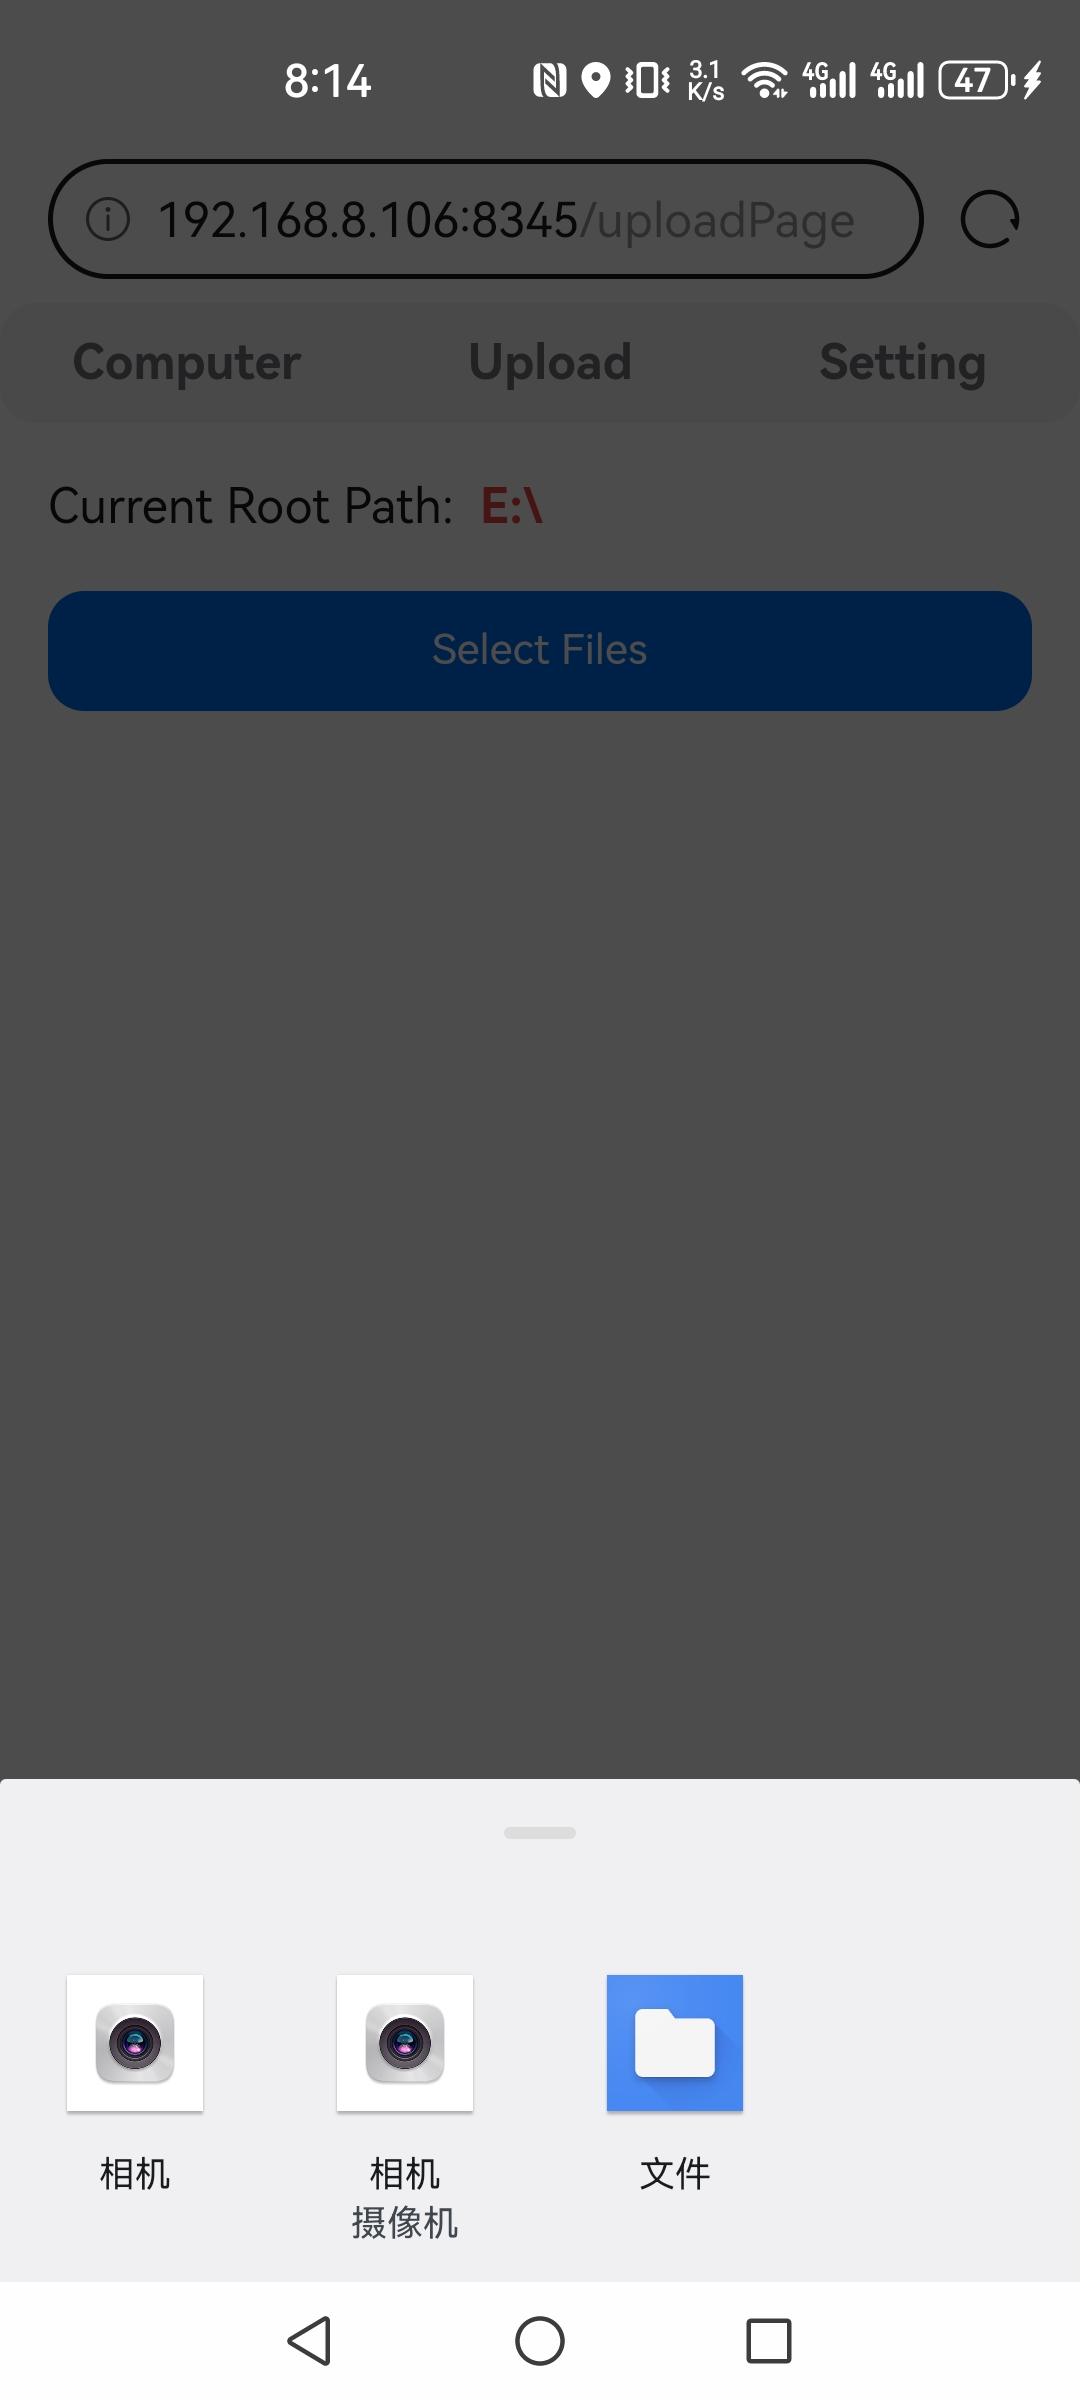 8:14
3.1
K/s
4G
4G
47
192.168.8.106:8345/uploadPage
Computer Upload Setting
Current Root Path: E:\
Select Files
相机 相机 文件
摄像机